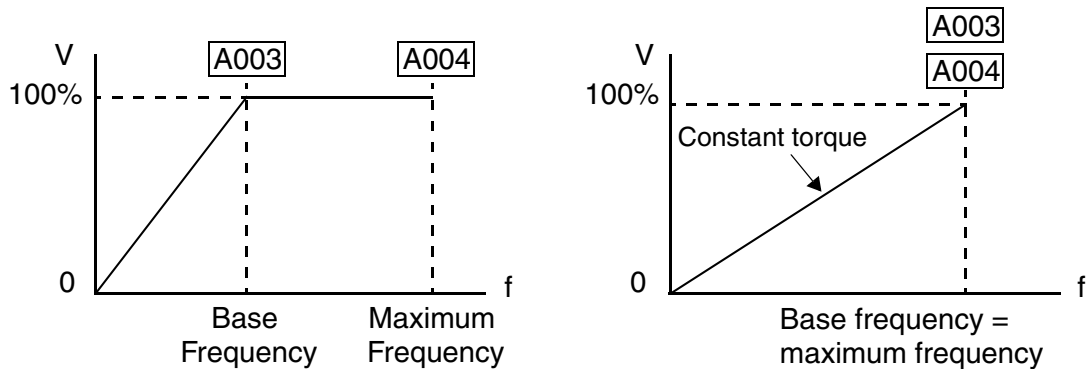 V
A003
A004
100%
0
f
Base
Frequency
Maximum
Frequency
A003
A004
V
100%
Constant torque
0
f
Base frequency =
maximum frequency